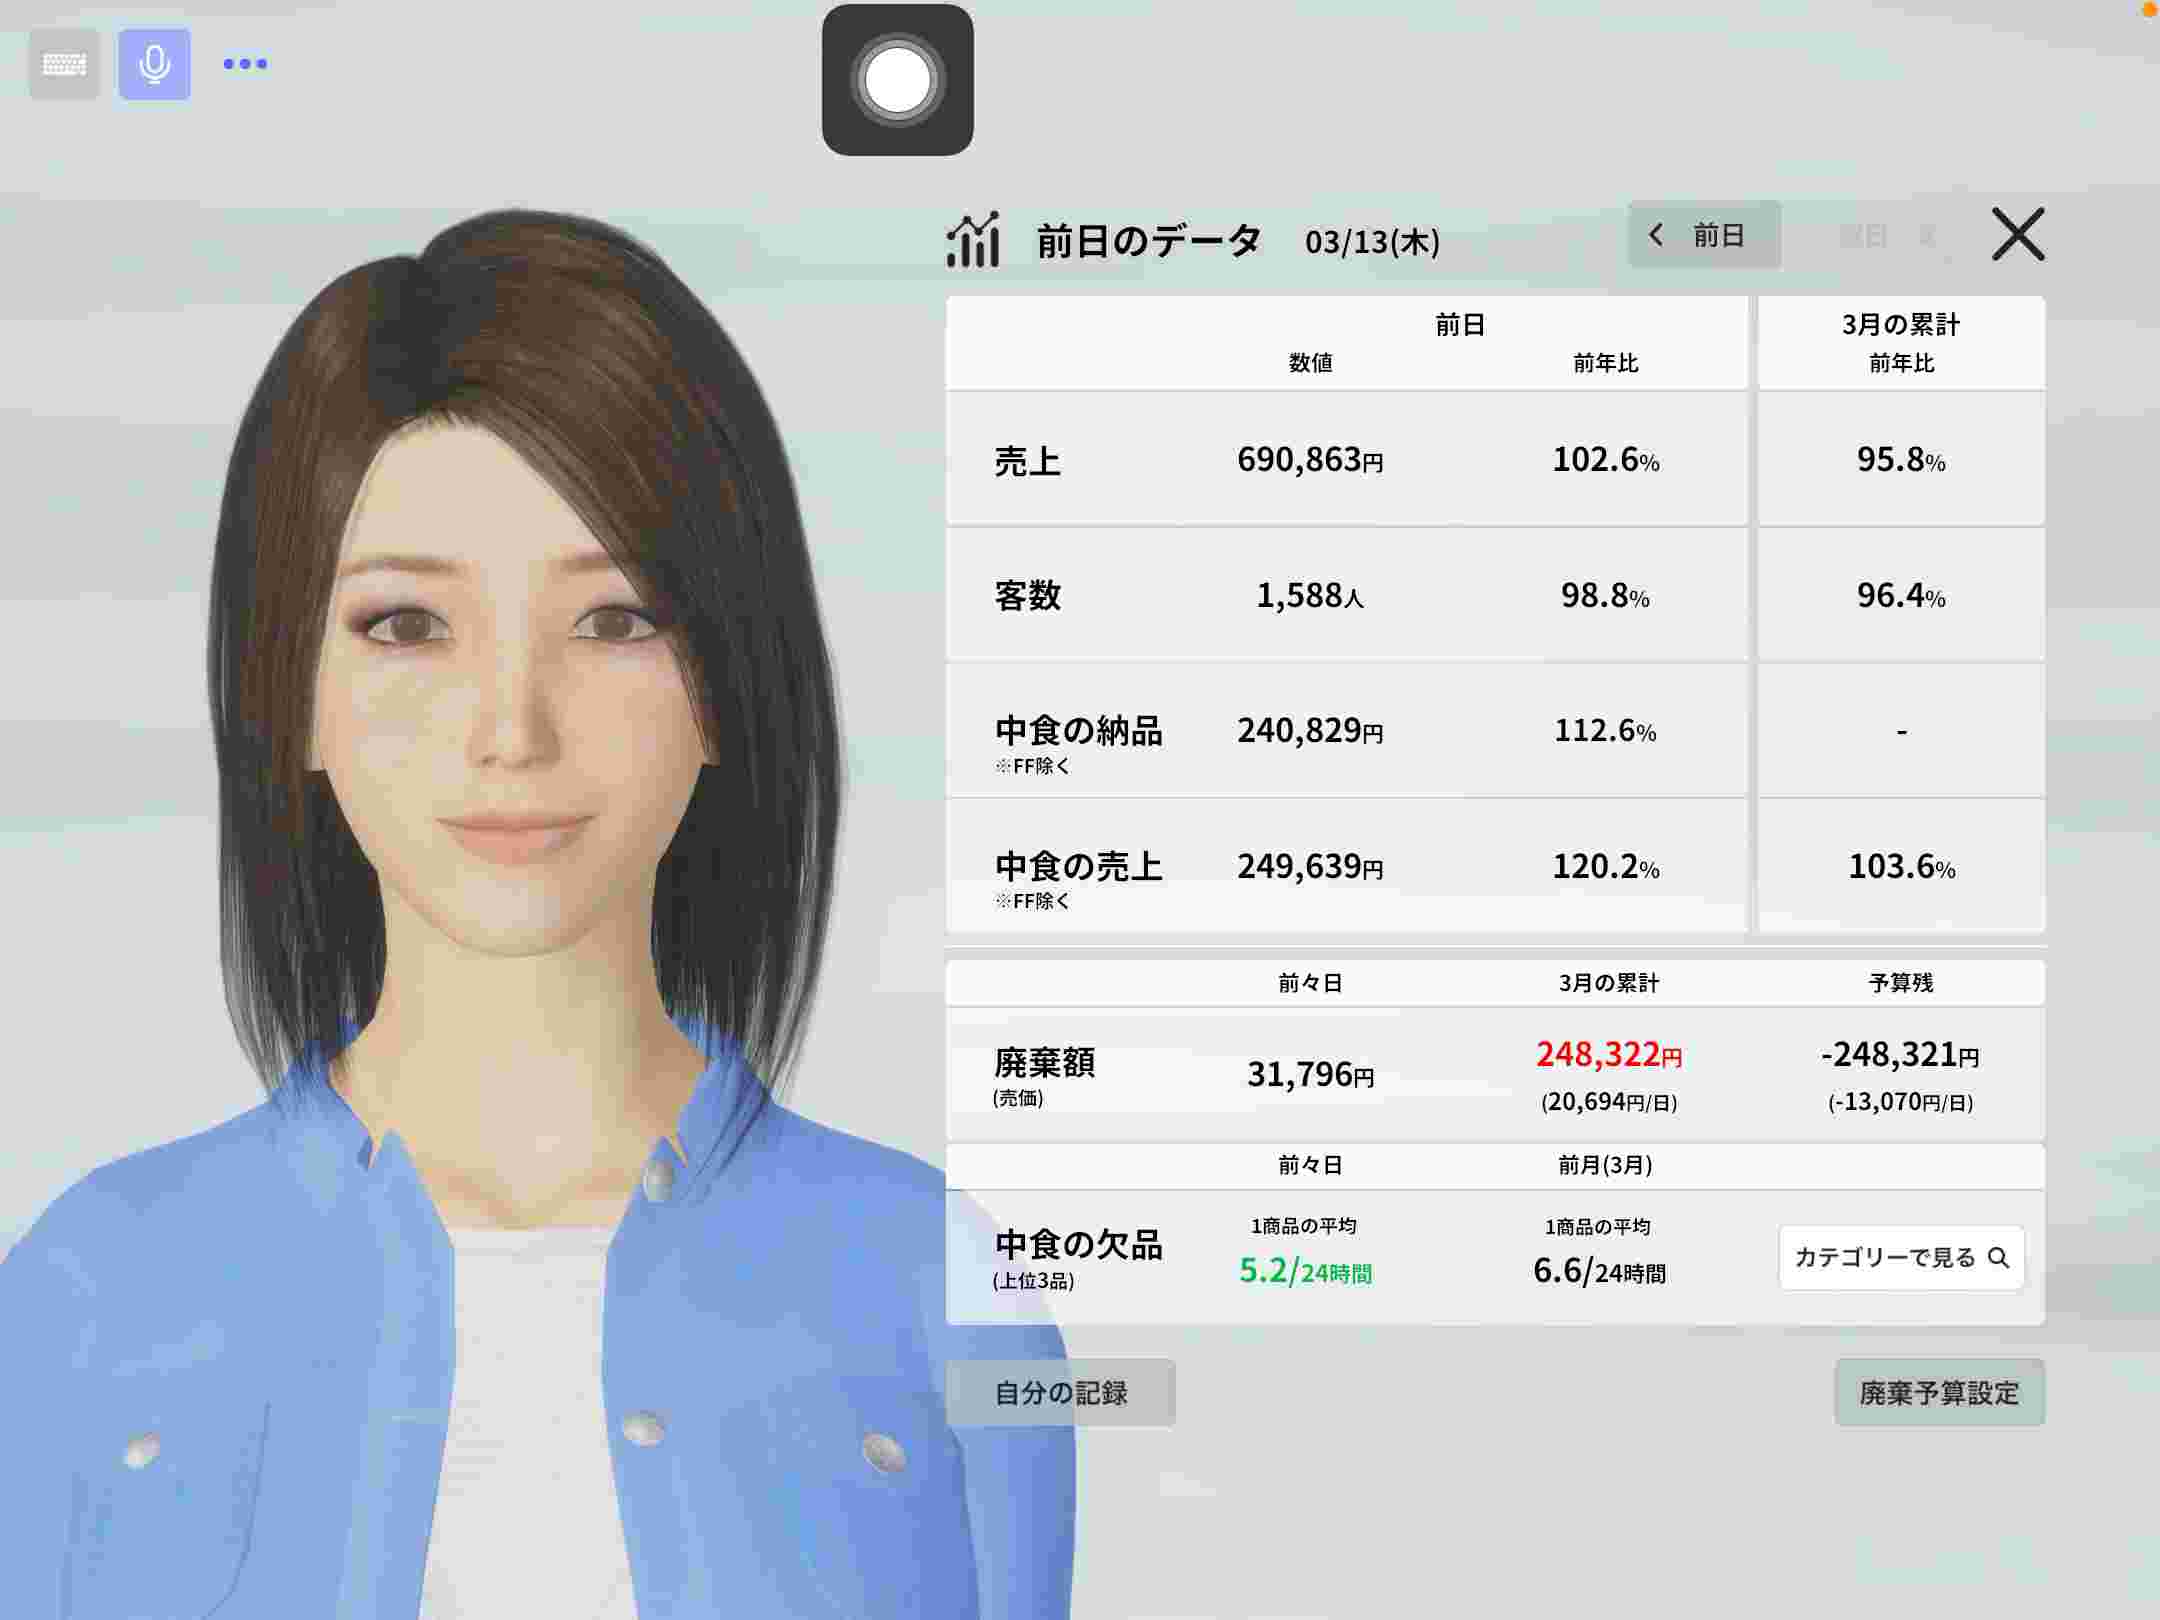 前日のデータ 03/13(木) 前日
前日 3月の累計
数値 前年比 前年比
売上 690,863円 102.6% 95.8%
客数 1,588人 98.8% 96.4%
中食の納品 240,829円 112.6% -
※FF除く
中食の売上 249,639円 120.2% 103.6%
※FF除く
前々日 3月の累計 予算残
廃棄額 31,796円 248,322円 -248,321円
(売価) (20,694円/日) (-13,070円/日)
前々日 前月(3月)
1商品の平均 1商品の平均
中食の欠品 5.2/24時間 6.6/24時間 カテゴリーで見る
(上位3品)
自分の記録 廃棄予算設定